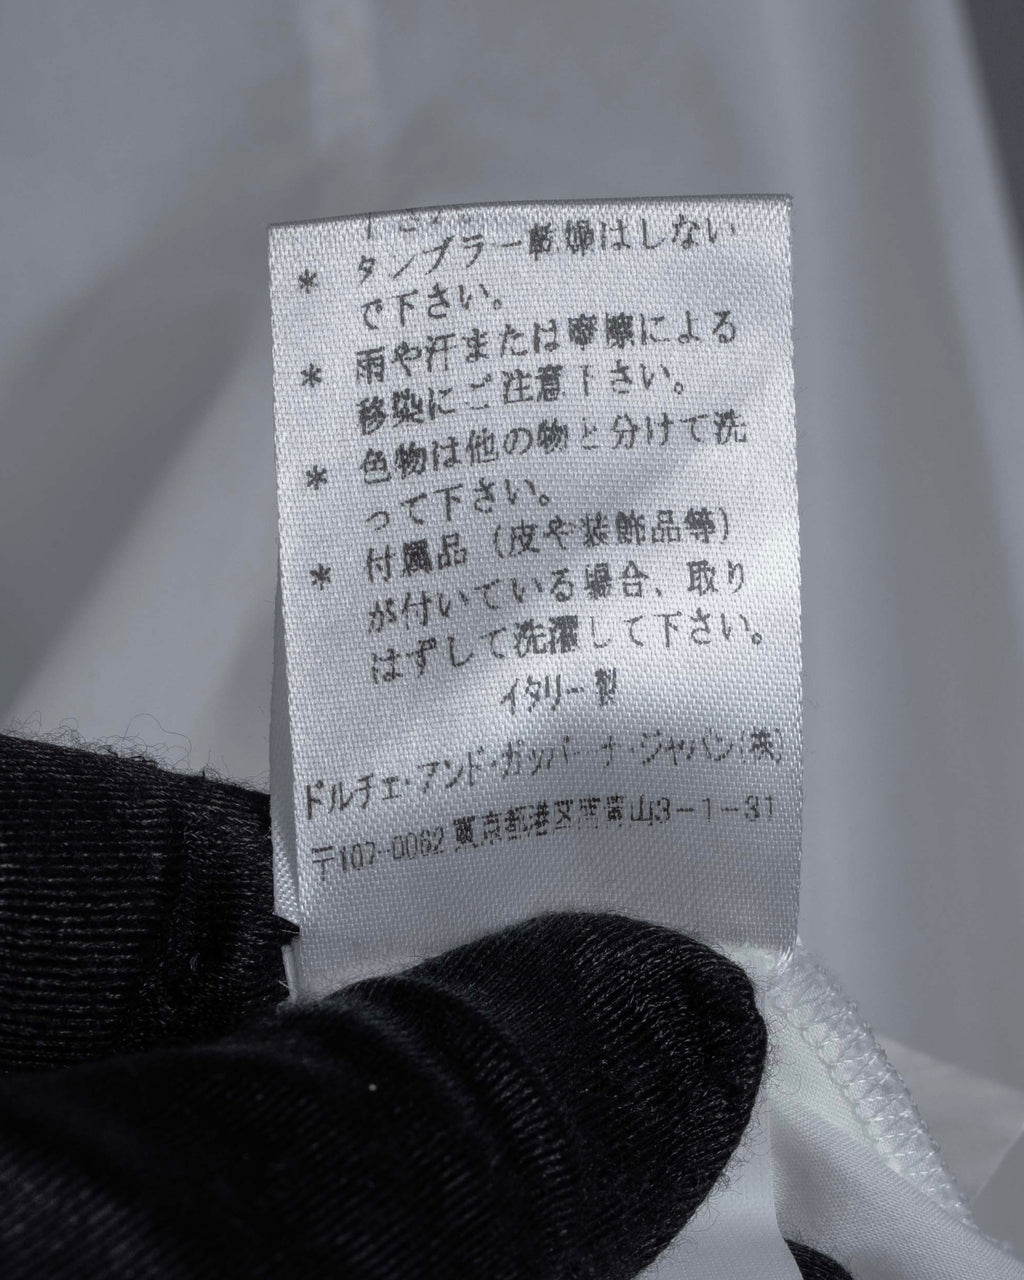 * タンブラー乾燥はしない
で下さい。
* 雨や汗または摩擦による
移染にご注意下さい。
* 色物は他の物と分けて洗
って下さい。
* 付属品（皮や装飾品等）
が付いている場合、取り
はずして洗濯して下さい。
イタリー製
ドルチェ・アンド・ガッバーナ・ジャパン(株)
〒107-0062 東京都港区南青山3-1-31